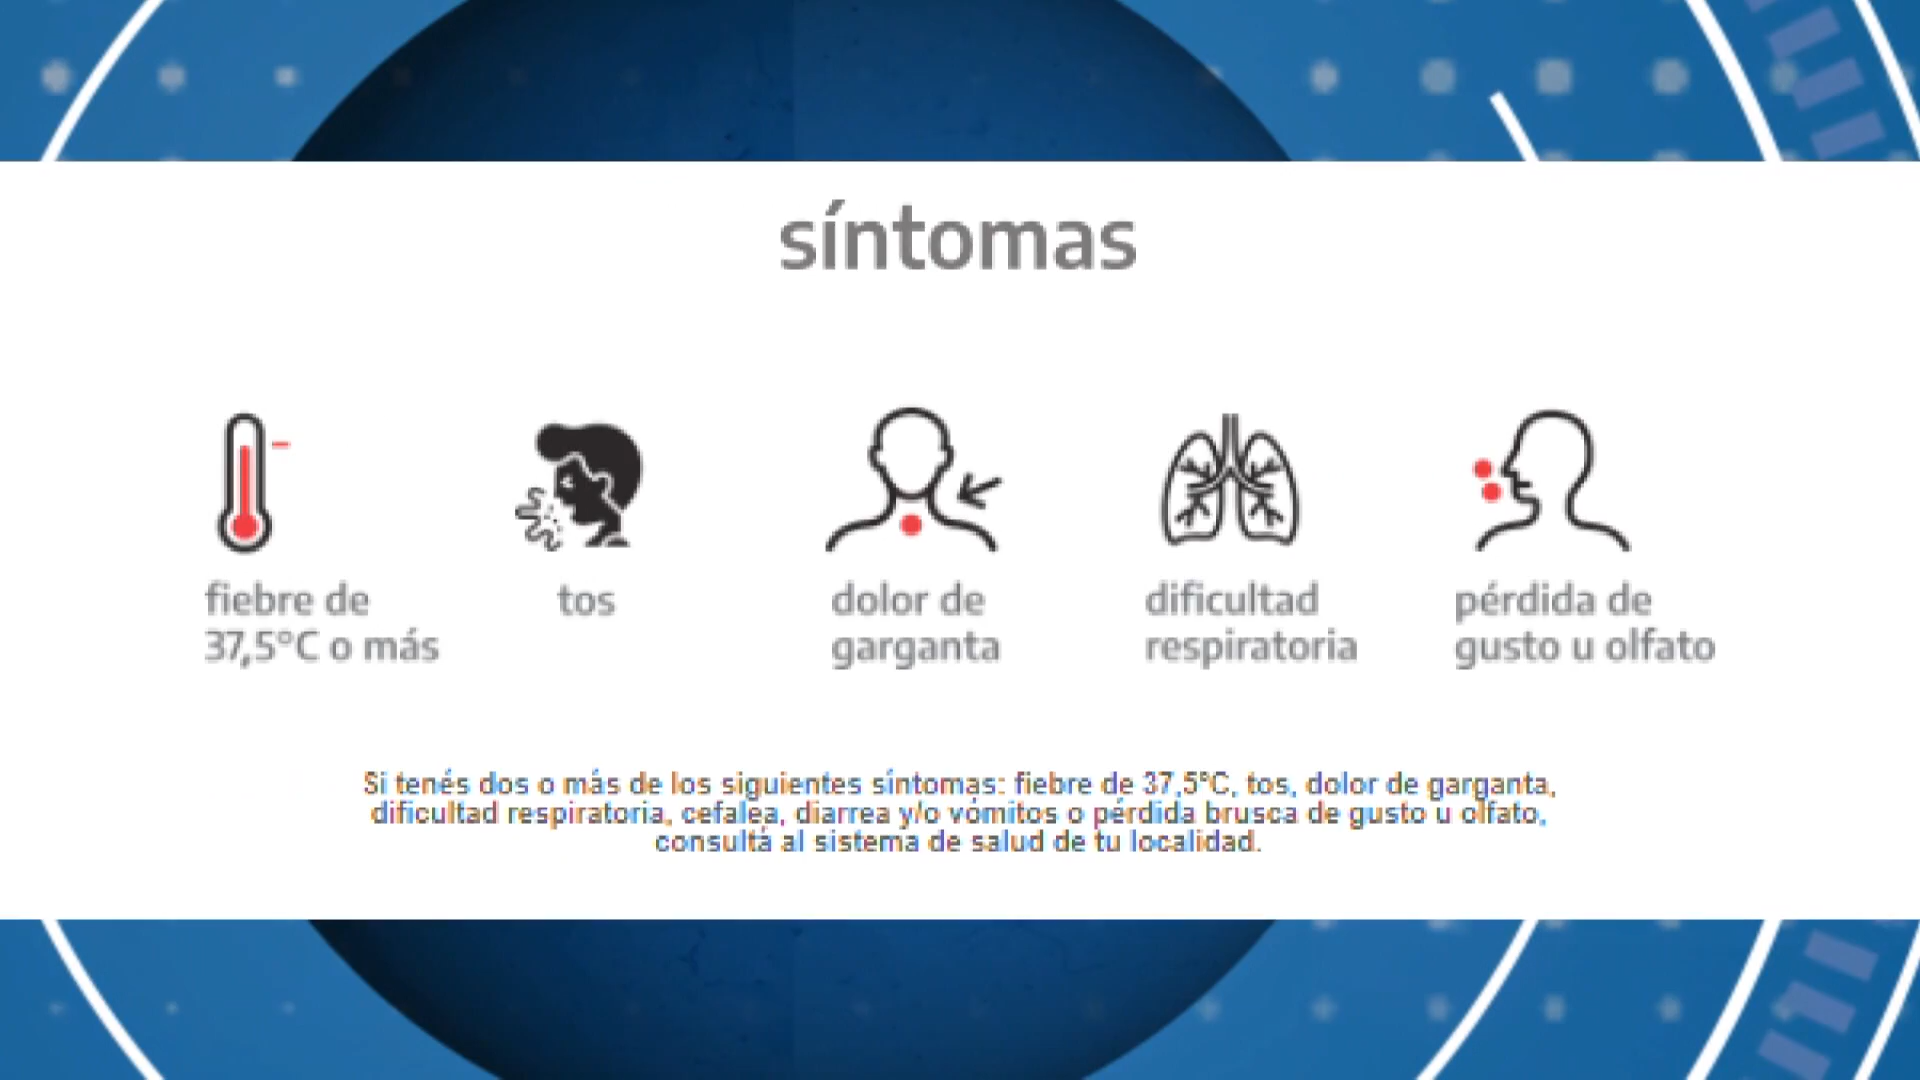 síntomas
fiebre de
37,5°C o más
tos
dolor de
garganta
dificultad
respiratoria
pérdida de
gusto u olfato
Si tenés dos o más de los siguientes síntomas: fiebre de 37,5°C, tos, dolor de garganta,
dificultad respiratoria, cefalea, diarrea y/o vómitos o pérdida brusca de gusto u olfato,
consultá al sistema de salud de tu localidad.